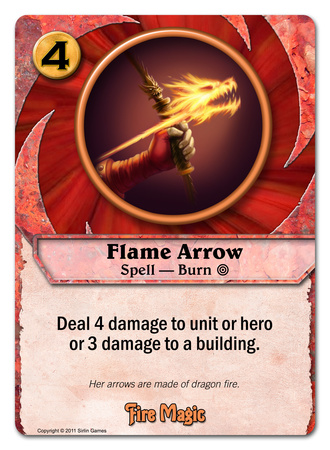 4
Flame Arrow
Spell — Burn ◎
Deal 4 damage to unit or hero
or 3 damage to a building.
Her arrows are made of dragon fire.
Fire Magic
Copyright © 2011 Sirlin Games